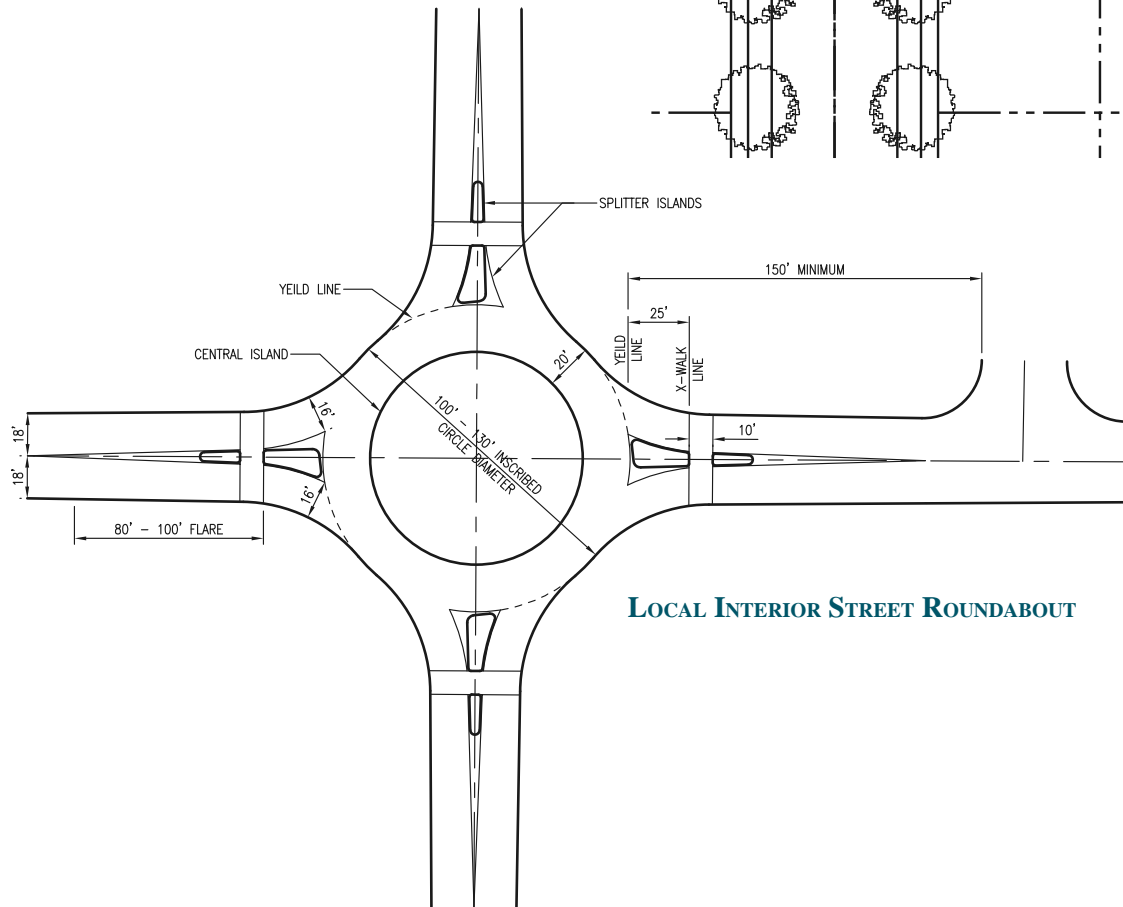 SPLITTER ISLANDS
150' MINIMUM
YEILD LINE
25'
YEILD
LINE
X-WALK
LINE
CENTRAL ISLAND
20'
16'
100' - 130' INSCRIBED
CIRCLE DIAMETER
18'
18'
10'
16'
80' - 100' FLARE
LOCAL INTERIOR STREET ROUNDABOUT